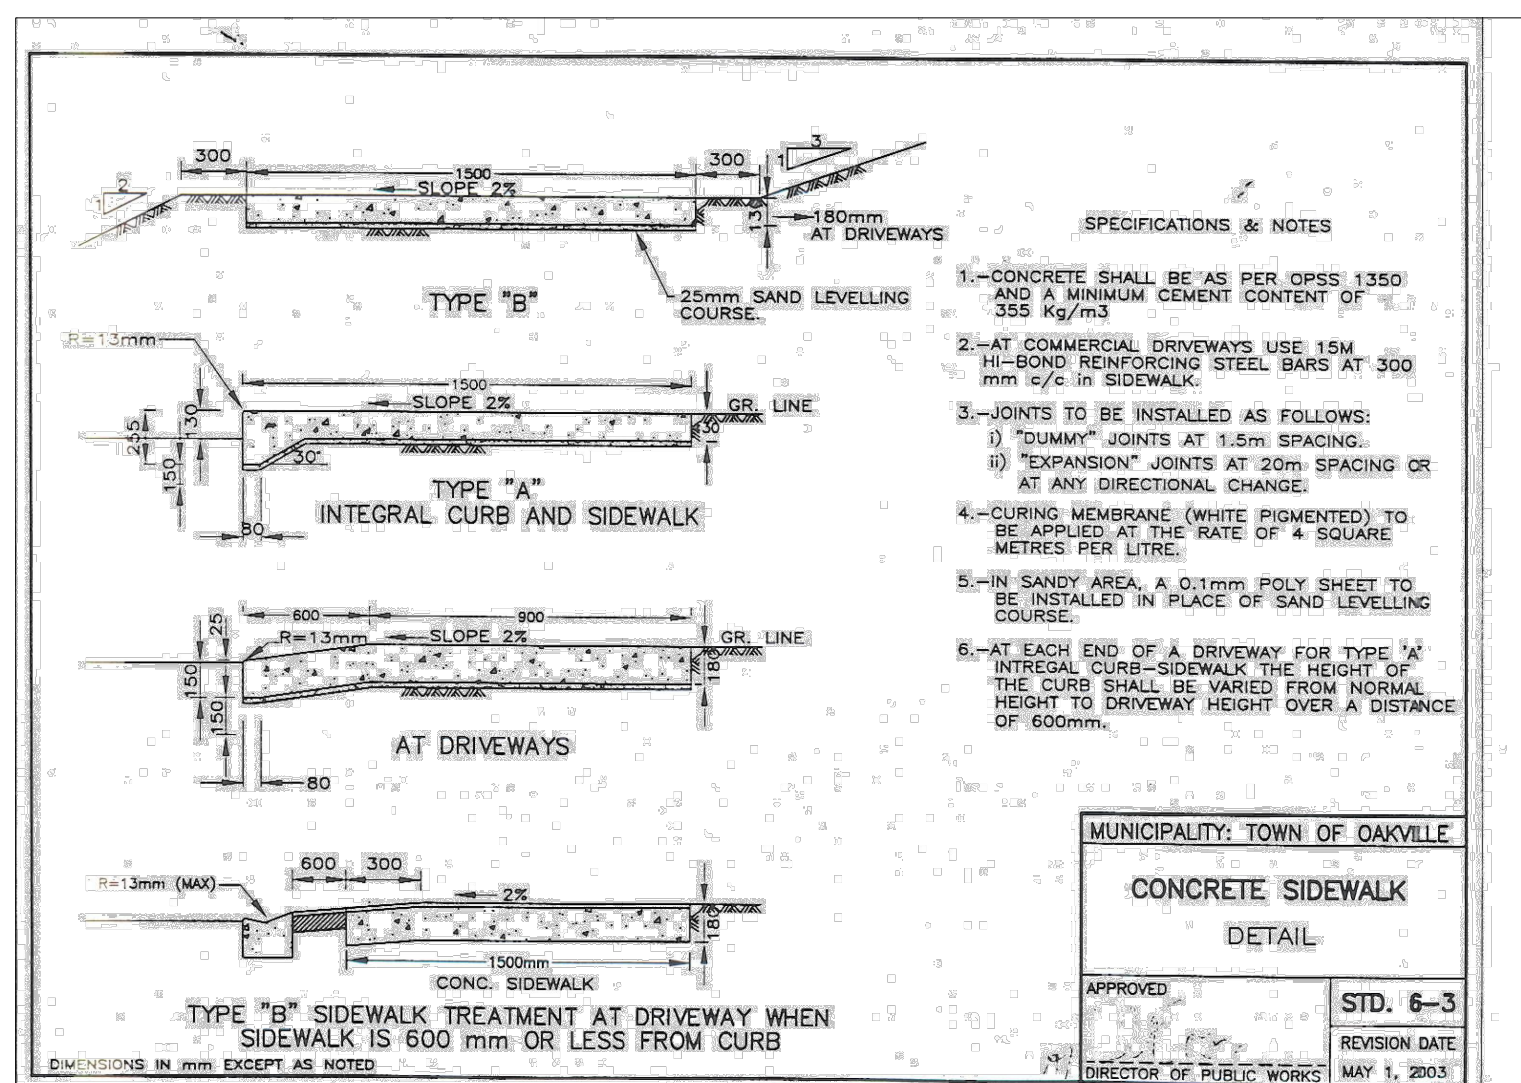 300
1500
300
3
1
2
1
SLOPE 2%
13
180mm
AT DRIVEWAYS
TYPE "B"
25mm SAND LEVELLING
COURSE.
R=13mm
1500
SLOPE 2%
GR. LINE
130
255
150
30°
TYPE "A"
INTEGRAL CURB AND SIDEWALK
80
600
900
25
R=13mm
SLOPE 2%
GR. LINE
150
180
150
AT DRIVEWAYS
80
600
300
R=13mm (MAX)
2%
180
1500mm
CONC. SIDEWALK
TYPE "B" SIDEWALK TREATMENT AT DRIVEWAY WHEN
SIDEWALK IS 600 mm OR LESS FROM CURB
DIMENSIONS IN mm EXCEPT AS NOTED
SPECIFICATIONS & NOTES
1.-CONCRETE SHALL BE AS PER OPSS 1350
AND A MINIMUM CEMENT CONTENT OF
355 Kg/m3
2.-AT COMMERCIAL DRIVEWAYS USE 15M
HI-BOND REINFORCING STEEL BARS AT 300
mm c/c in SIDEWALK.
3.-JOINTS TO BE INSTALLED AS FOLLOWS:
i) "DUMMY" JOINTS AT 1.5m SPACING.
ii) "EXPANSION" JOINTS AT 20m SPACING OR
AT ANY DIRECTIONAL CHANGE.
4.-CURING MEMBRANE (WHITE PIGMENTED) TO
BE APPLIED AT THE RATE OF 4 SQUARE
METRES PER LITRE.
5.-IN SANDY AREA, A 0.1mm POLY SHEET TO
BE INSTALLED IN PLACE OF SAND LEVELLING
COURSE.
6.-AT EACH END OF A DRIVEWAY FOR TYPE "A"
INTREGAL CURB-SIDEWALK THE HEIGHT OF
THE CURB SHALL BE VARIED FROM NORMAL
HEIGHT TO DRIVEWAY HEIGHT OVER A DISTANCE
OF 600mm.
MUNICIPALITY: TOWN OF OAKVILLE
CONCRETE SIDEWALK
DETAIL
APPROVED
DIRECTOR OF PUBLIC WORKS
STD. 6-3
REVISION DATE
MAY 1, 2003